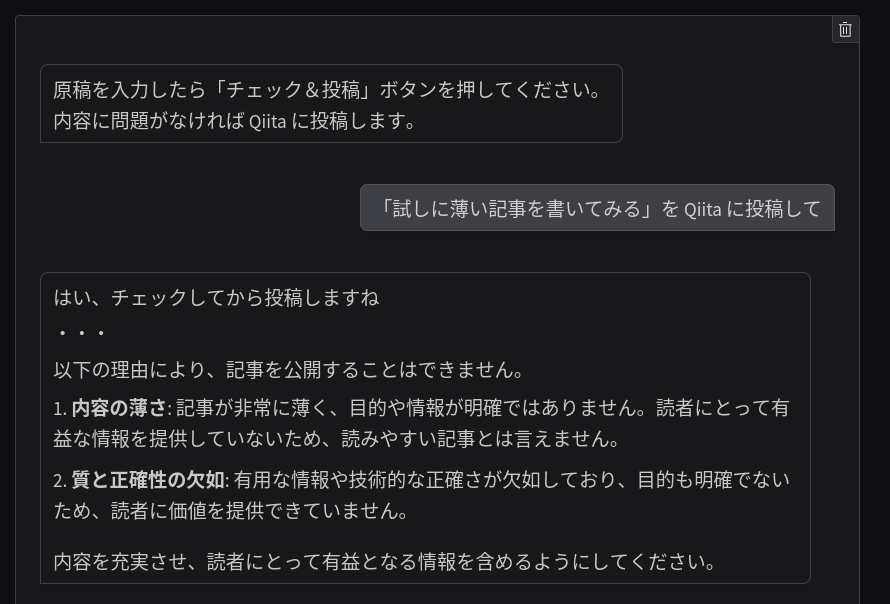 原稿を入力したら「チェック＆投稿」ボタンを押してください。
内容に問題がなければ Qiita に投稿します。
「試しに薄い記事を書いてみる」を Qiita に投稿して
はい、チェックしてから投稿しますね
・・・
以下の理由により、記事を公開することはできません。
1. 内容の薄さ: 記事が非常に薄く、目的や情報が明確ではありません。読者にとって有
益な情報を提供していないため、読みやすい記事とは言えません。
2. 質と正確性の欠如: 有用な情報や技術的な正確さが欠如しており、目的も明確でない
ため、読者に価値を提供できていません。
内容を充実させ、読者にとって有益となる情報を含めるようにしてください。